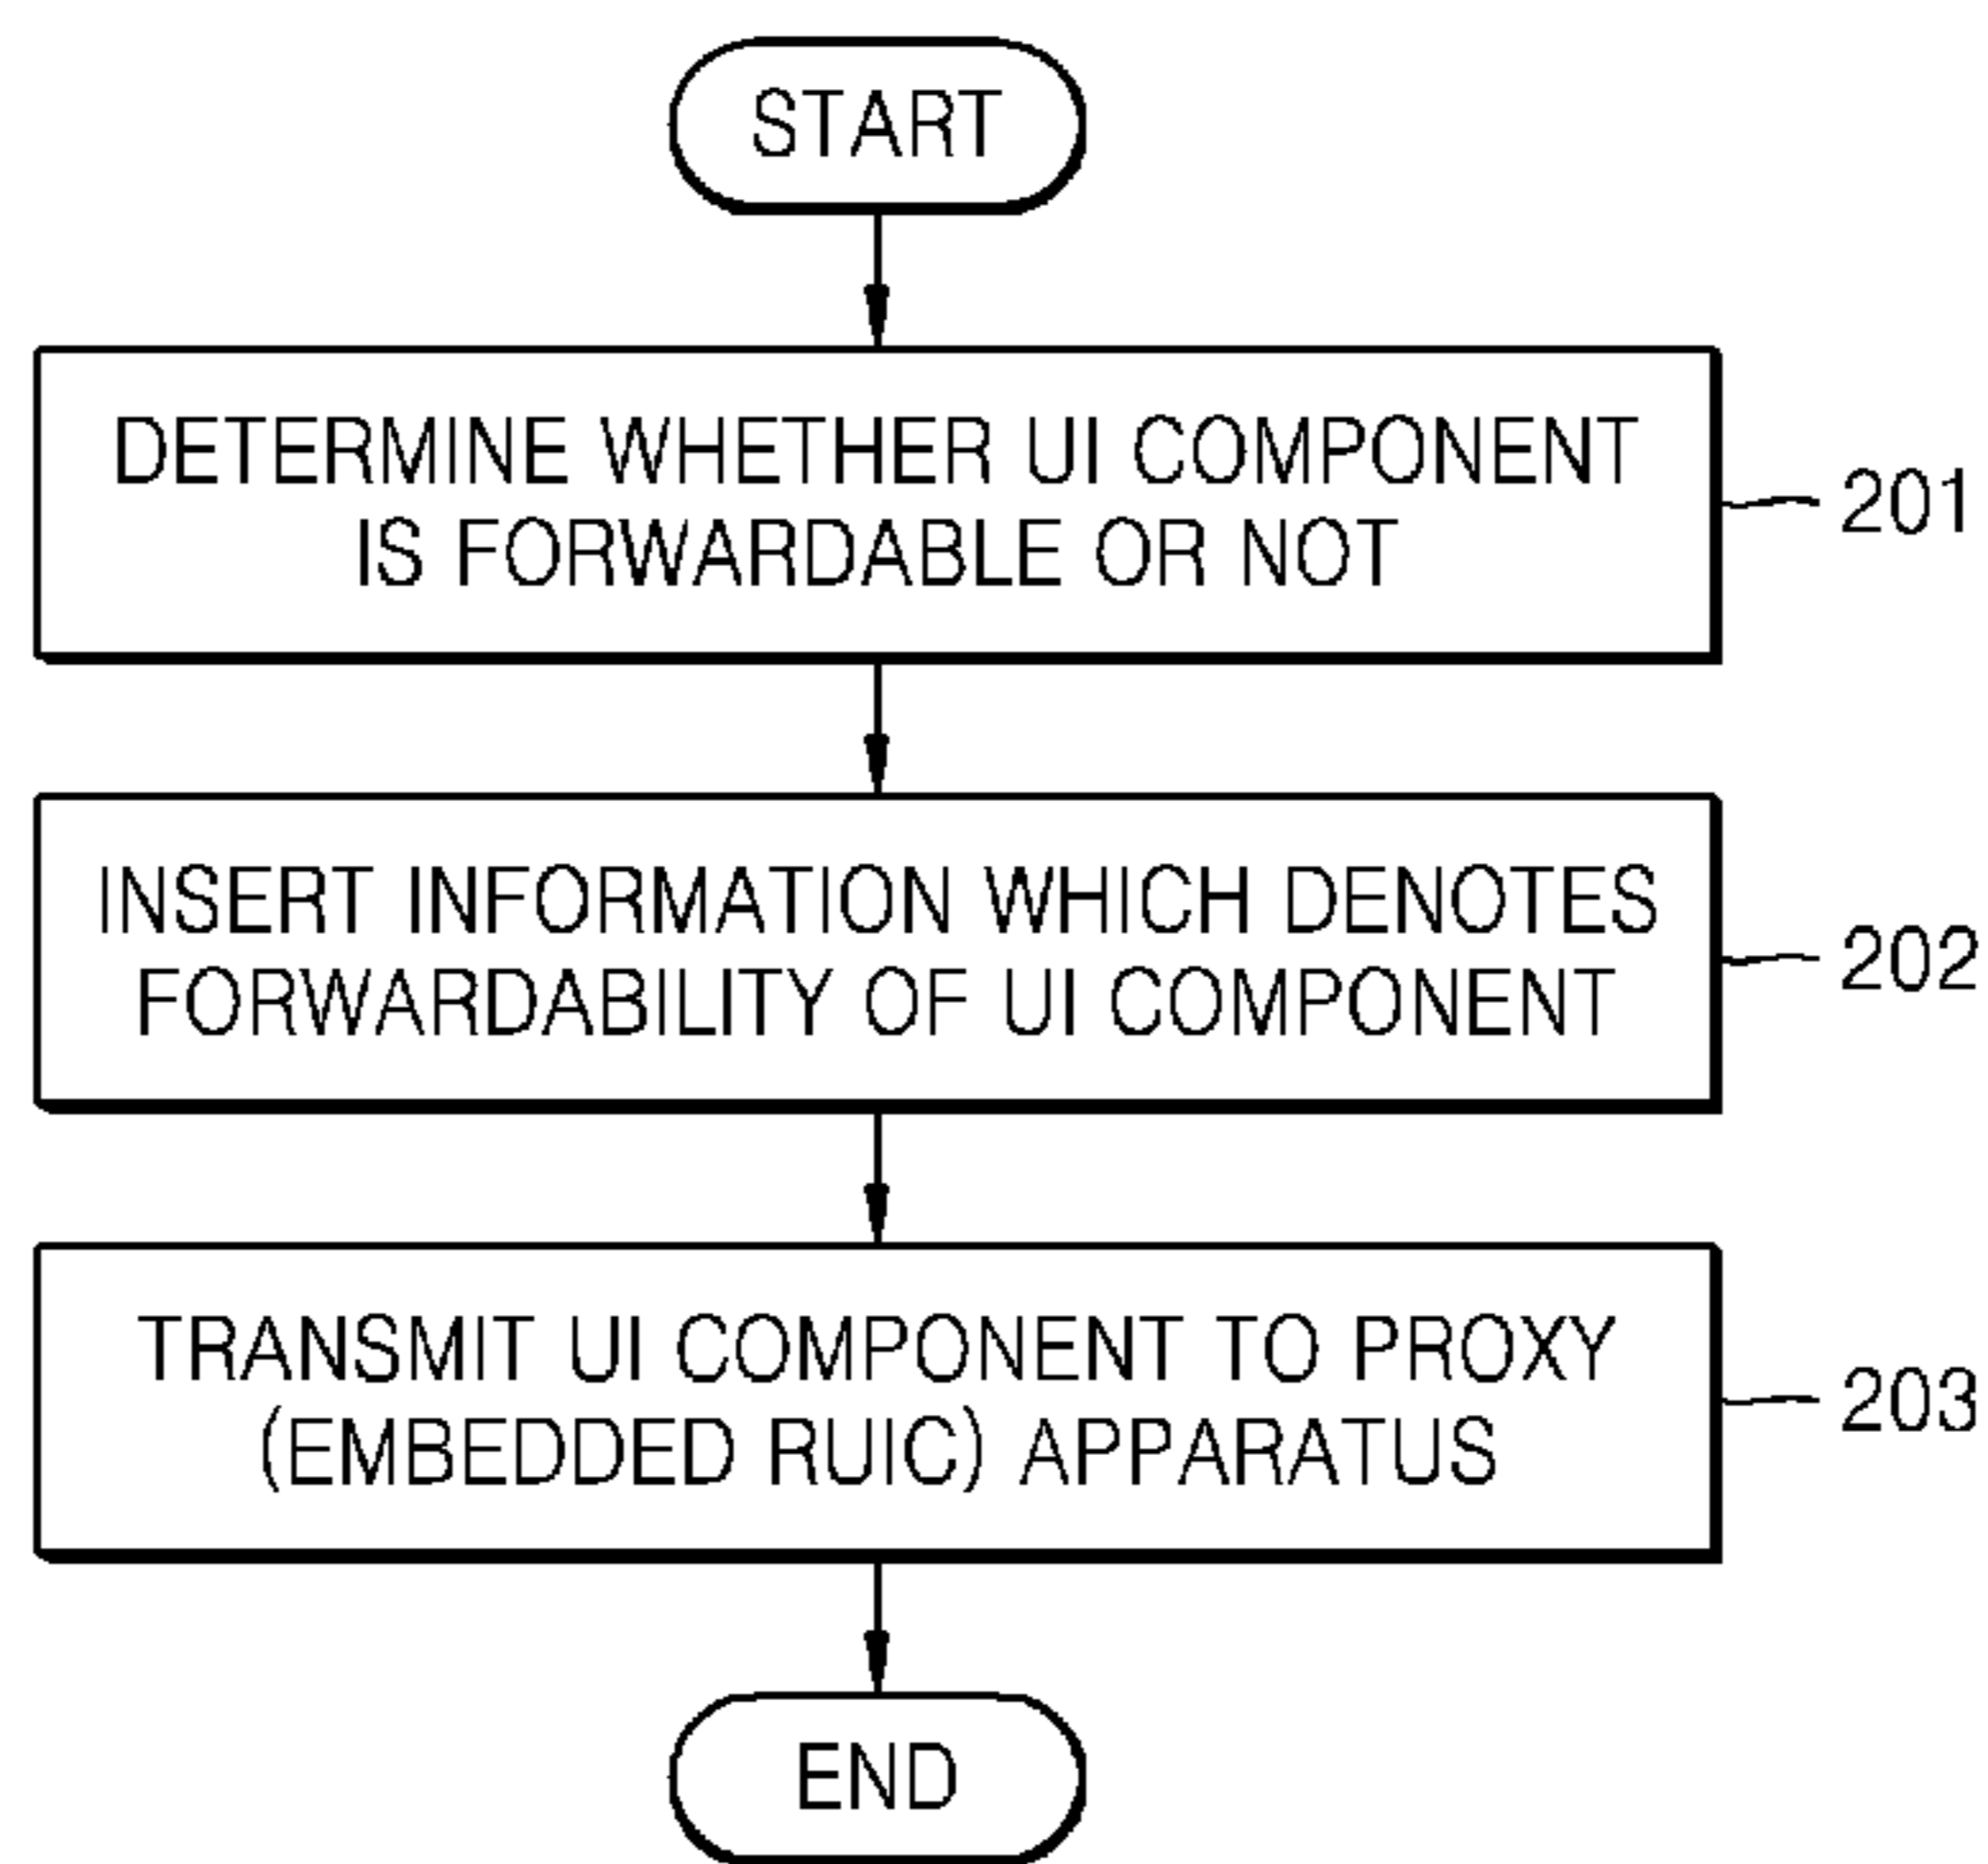 START
DETERMINE WHETHER UI COMPONENT
IS FORWARDABLE OR NOT
201
INSERT INFORMATION WHICH DENOTES
FORWARDABILITY OF UI COMPONENT
202
TRANSMIT UI COMPONENT TO PROXY
(EMBEDDED RUIC) APPARATUS
203
END